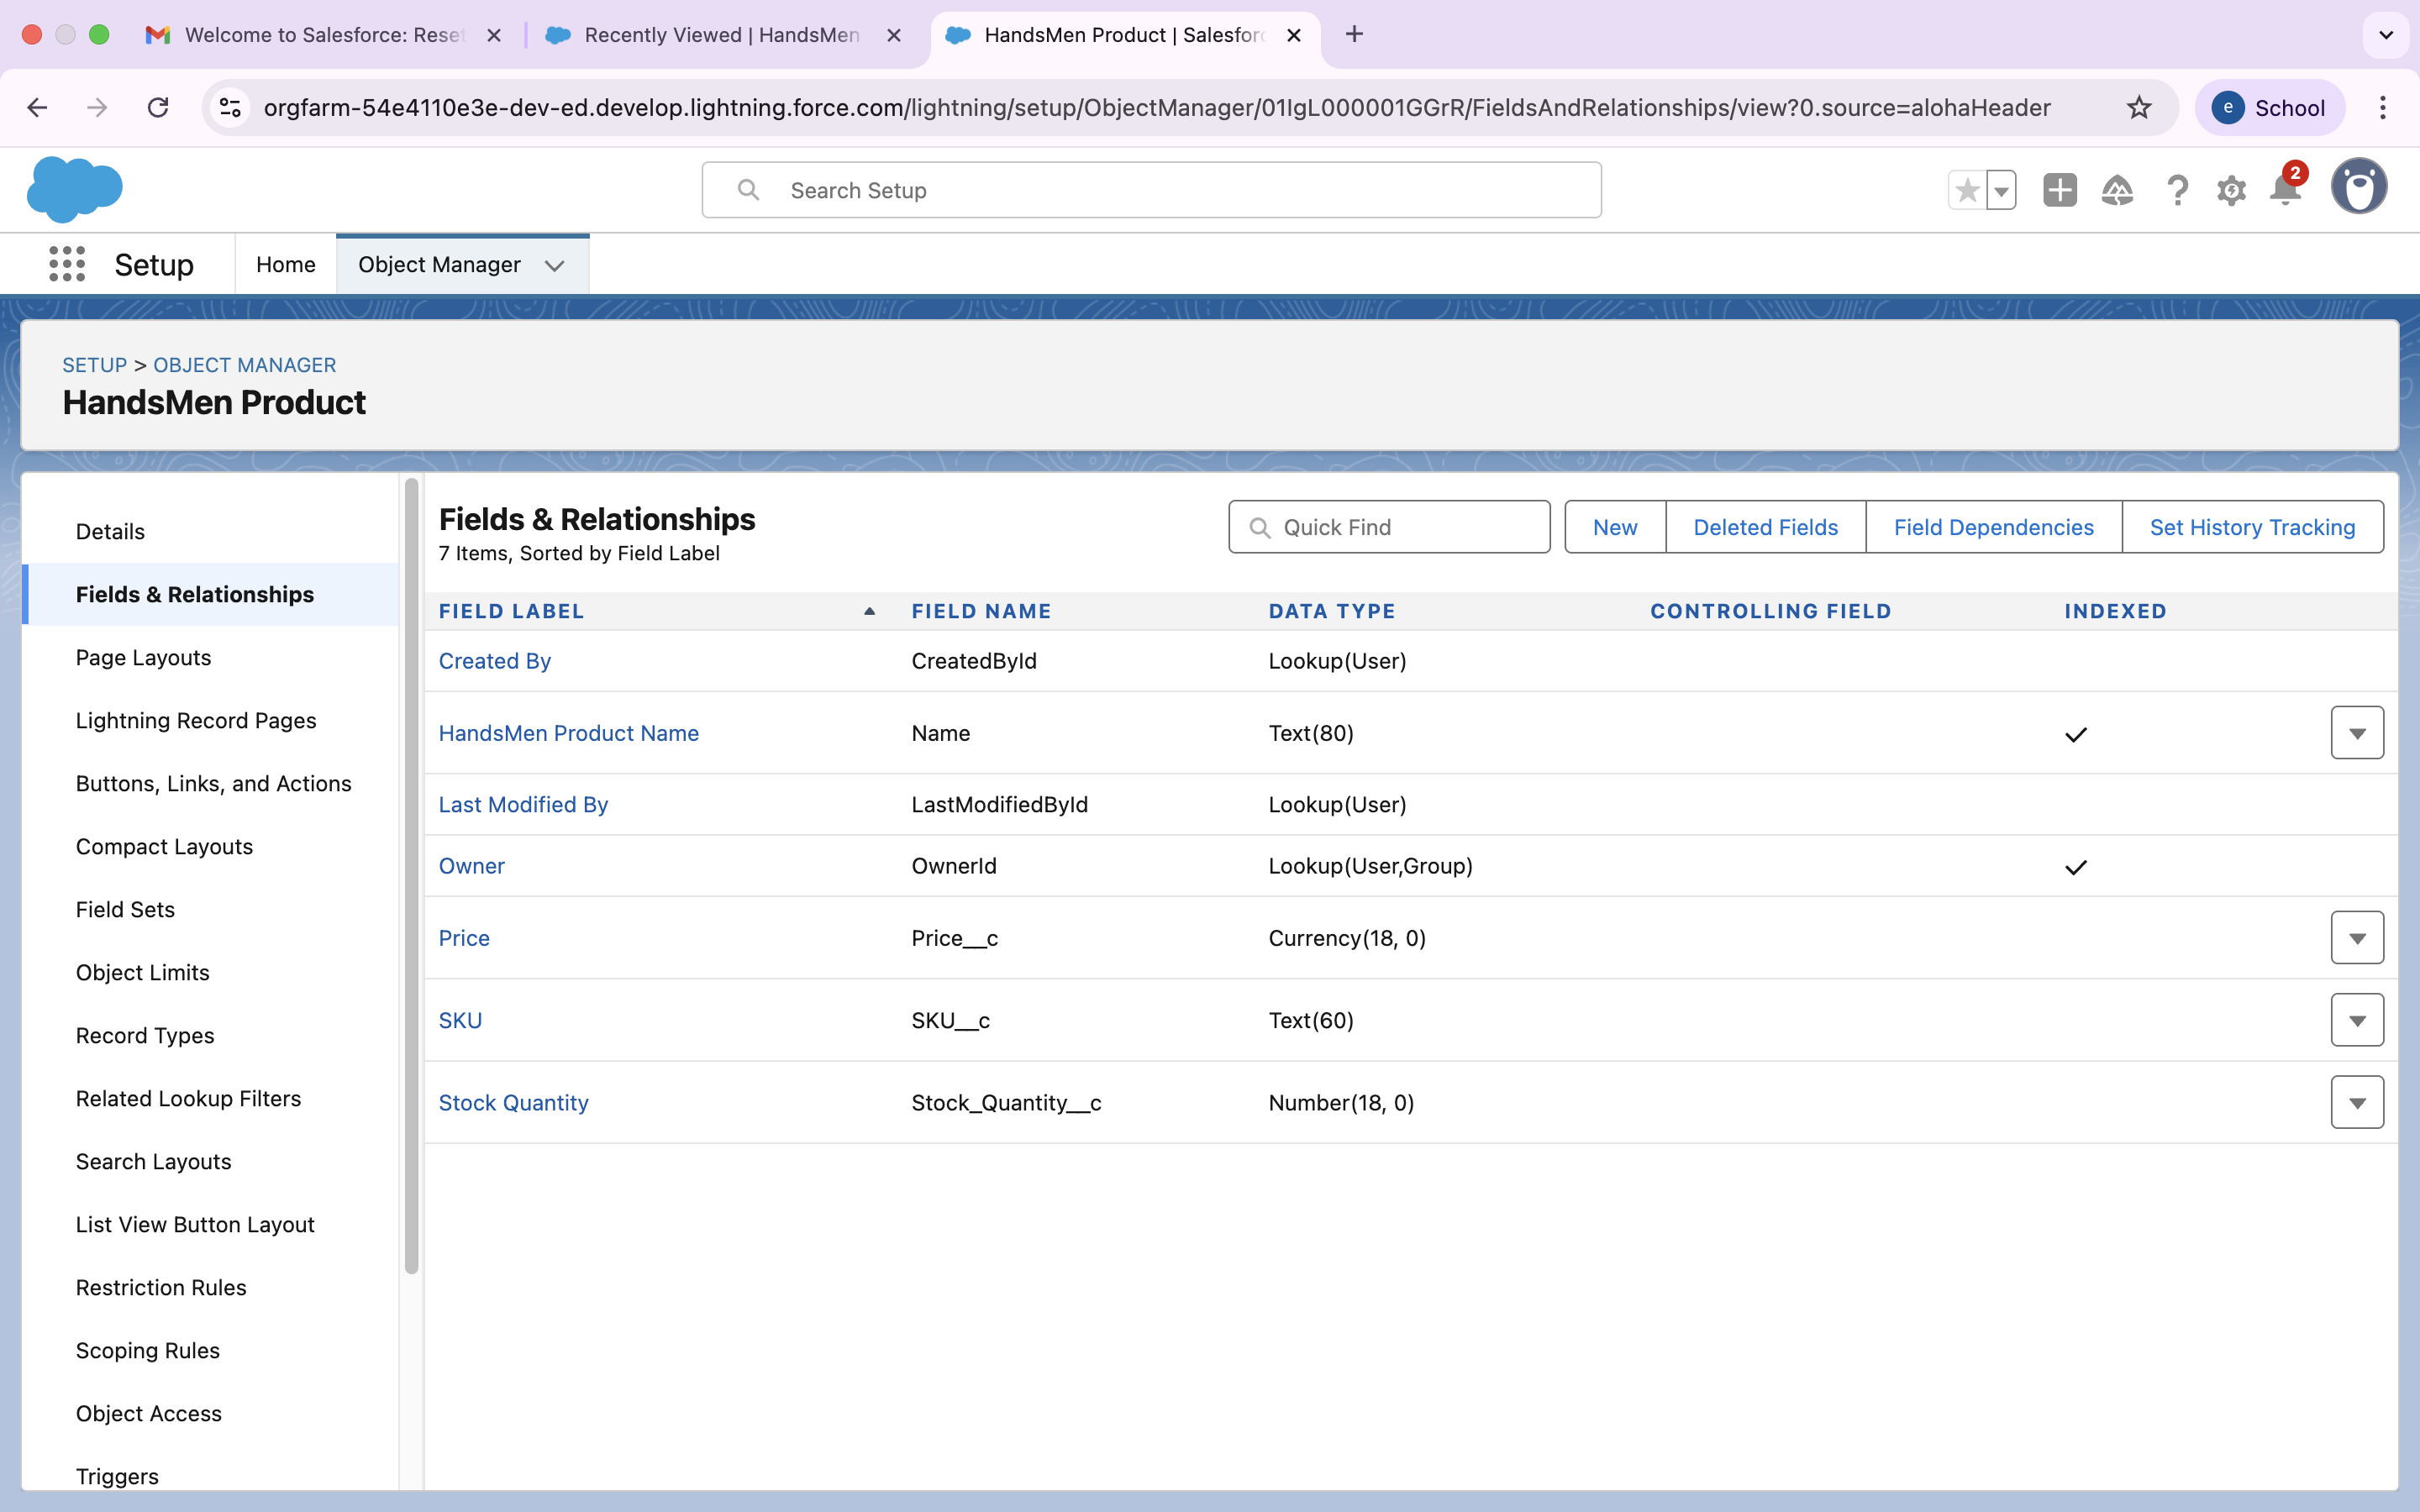 Welcome to Salesforce: Reset
Recently Viewed | HandsMen
HandsMen Product | Salesforc
orgfarm-54e4110e3e-dev-ed.develop.lightning.force.com/lightning/setup/ObjectManager/01IgL000001GGrR/FieldsAndRelationships/view?0.source=alohaHeader
e School
Search Setup
2
Setup
Home
Object Manager
SETUP > OBJECT MANAGER
HandsMen Product
Details
Fields & Relationships
Page Layouts
Lightning Record Pages
Buttons, Links, and Actions
Compact Layouts
Field Sets
Object Limits
Record Types
Related Lookup Filters
Search Layouts
List View Button Layout
Restriction Rules
Scoping Rules
Object Access
Triggers
Fields & Relationships
7 Items, Sorted by Field Label
Quick Find
New
Deleted Fields
Field Dependencies
Set History Tracking
FIELD LABEL FIELD NAME DATA TYPE CONTROLLING FIELD INDEXED
Created By CreatedById Lookup(User)
HandsMen Product Name Name Text(80)
Last Modified By LastModifiedById Lookup(User)
Owner OwnerId Lookup(User,Group)
Price Price__c Currency(18, 0)
SKU SKU__c Text(60)
Stock Quantity Stock_Quantity__c Number(18, 0)